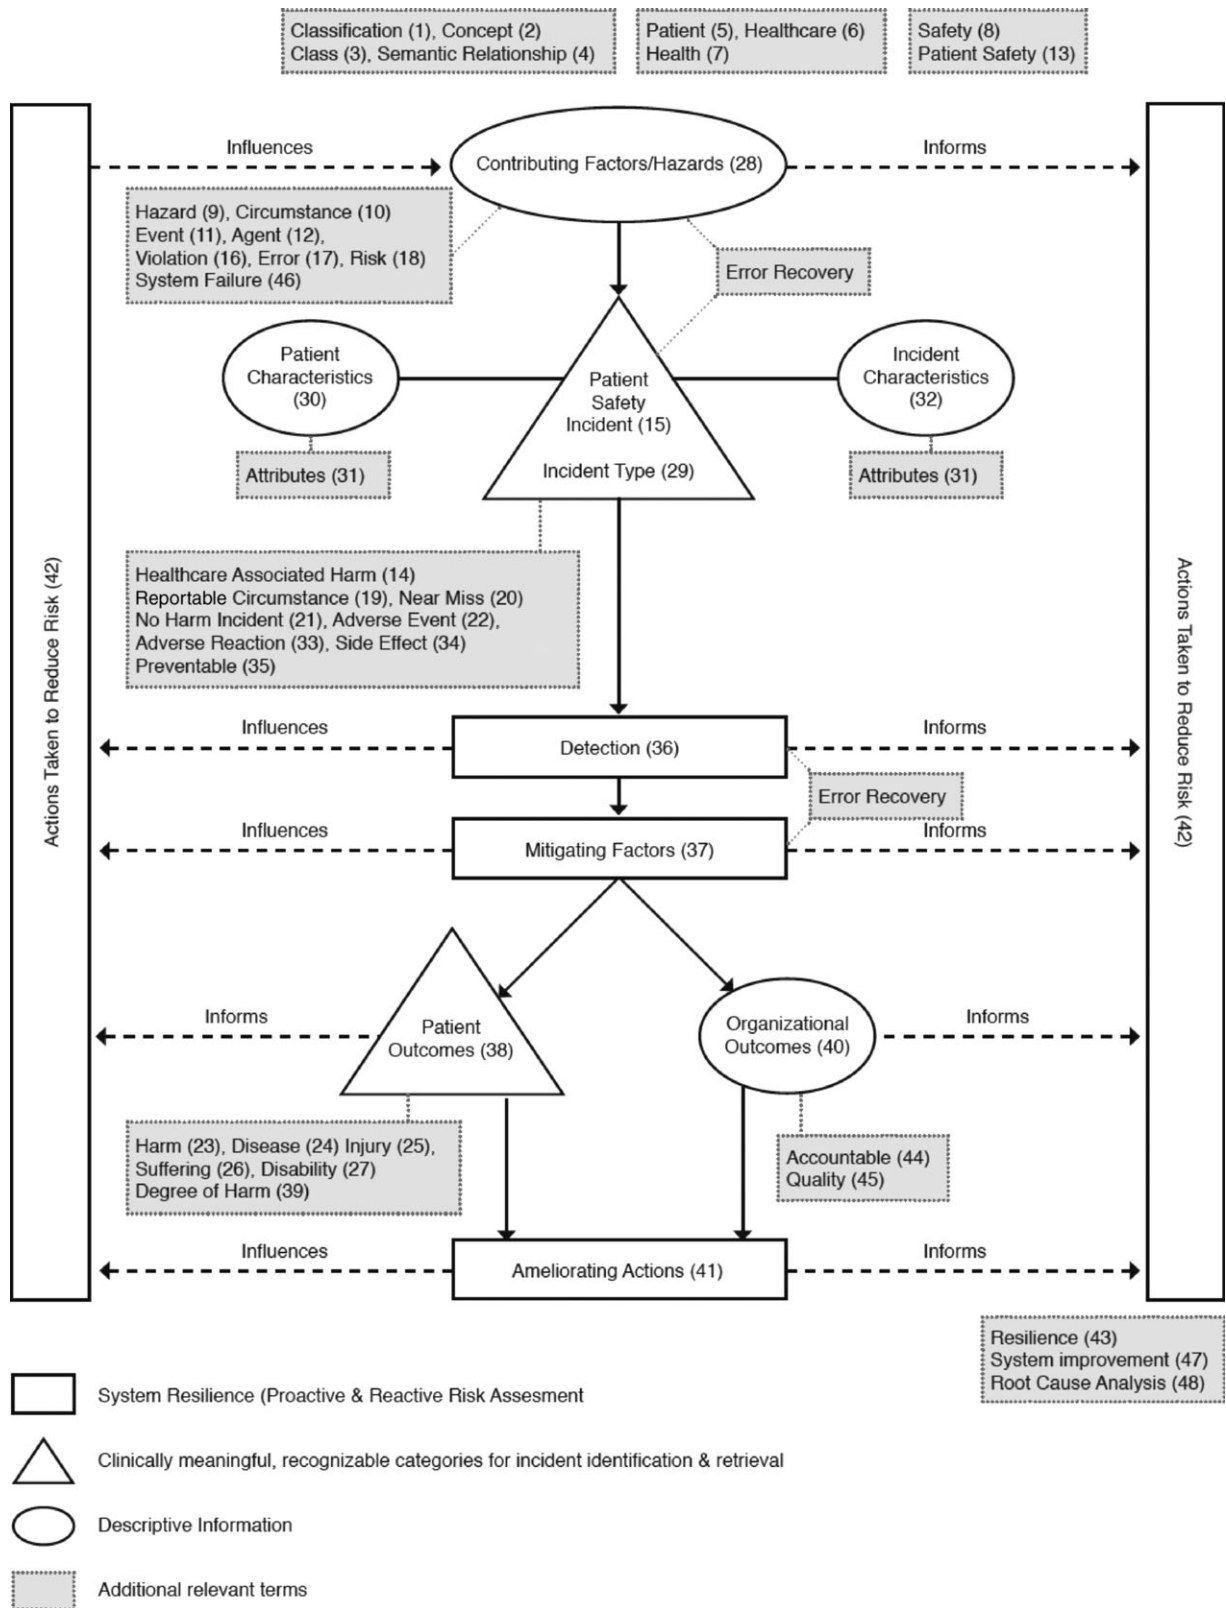 Classification (1), Concept (2)
Class (3), Semantic Relationship (4)
Patient (5), Healthcare (6)
Health (7)
Safety (8)
Patient Safety (13)
Influences
Contributing Factors/Hazards (28)
Informs
Hazard (9), Circumstance (10)
Event (11), Agent (12),
Violation (16), Error (17), Risk (18)
System Failure (46)
Error Recovery
Patient
Characteristics
(30)
Patient
Safety
Incident (15)
Incident Type (29)
Incident
Characteristics
(32)
Attributes (31)
Attributes (31)
Actions Taken to Reduce Risk (42)
Actions Taken to Reduce Risk (42)
Healthcare Associated Harm (14)
Reportable Circumstance (19), Near Miss (20)
No Harm Incident (21), Adverse Event (22),
Adverse Reaction (33), Side Effect (34)
Preventable (35)
Influences
Detection (36)
Informs
Error Recovery
Influences
Mitigating Factors (37)
Informs
Informs
Patient
Outcomes (38)
Organizational
Outcomes (40)
Informs
Harm (23), Disease (24) Injury (25),
Suffering (26), Disability (27)
Degree of Harm (39)
Accountable (44)
Quality (45)
Influences
Ameliorating Actions (41)
Informs
Resilience (43)
System improvement (47)
Root Cause Analysis (48)
System Resilience (Proactive & Reactive Risk Assesment
Clinically meaningful, recognizable categories for incident identification & retrieval
Descriptive Information
Additional relevant terms